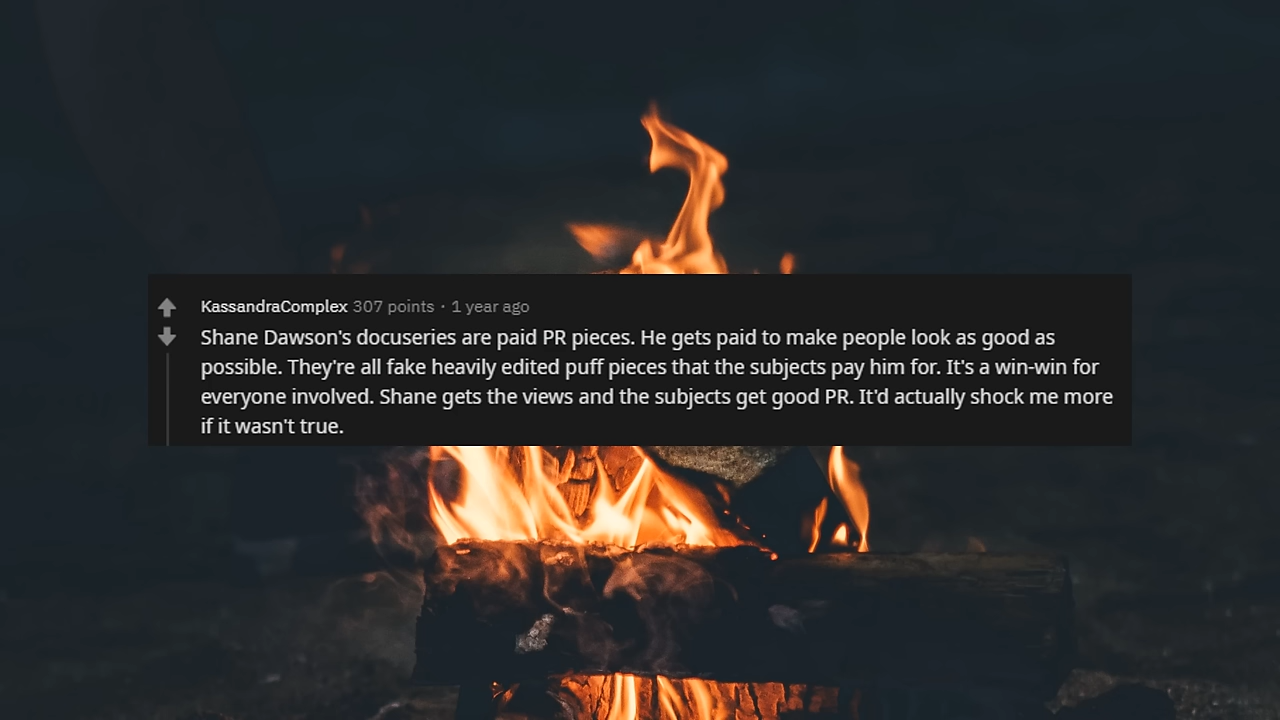 KassandraComplex 307 points · 1 year ago
Shane Dawson's docuseries are paid PR pieces. He gets paid to make people look as good as
possible. They're all fake heavily edited puff pieces that the subjects pay him for. It's a win-win for
everyone involved. Shane gets the views and the subjects get good PR. It'd actually shock me more
if it wasn't true.